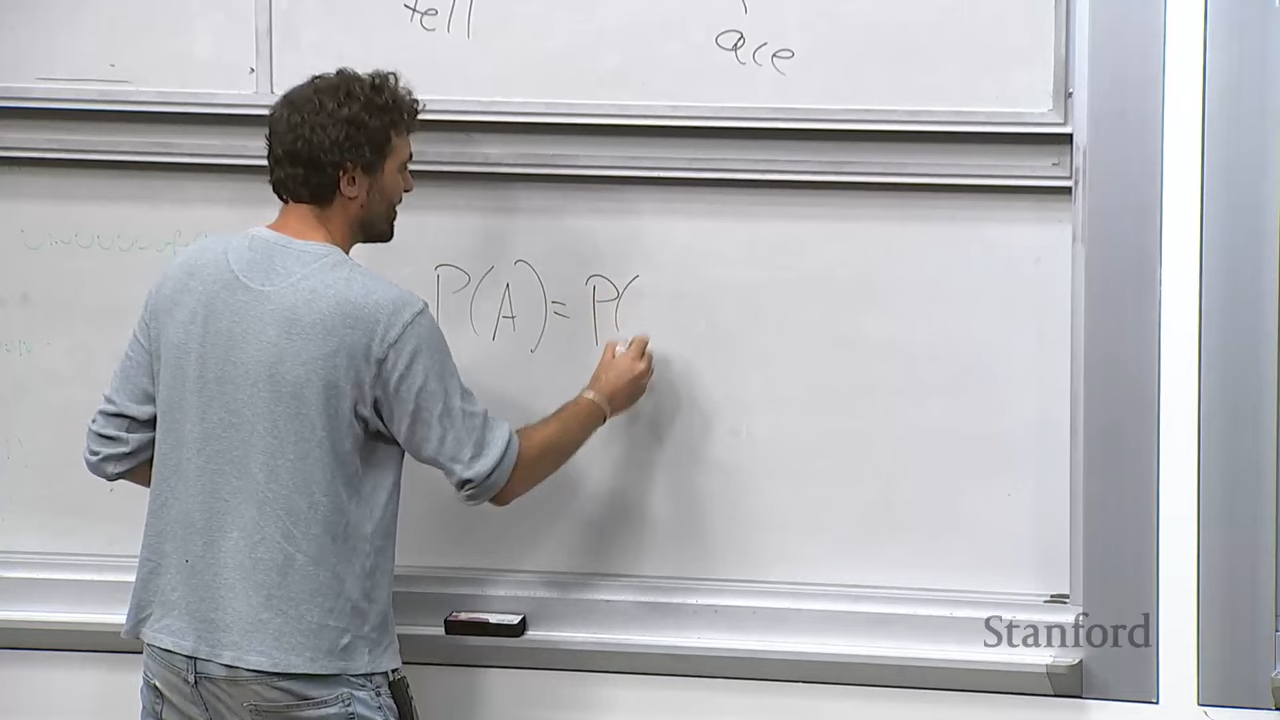 tell
ace
P(A) = P(
Stanford